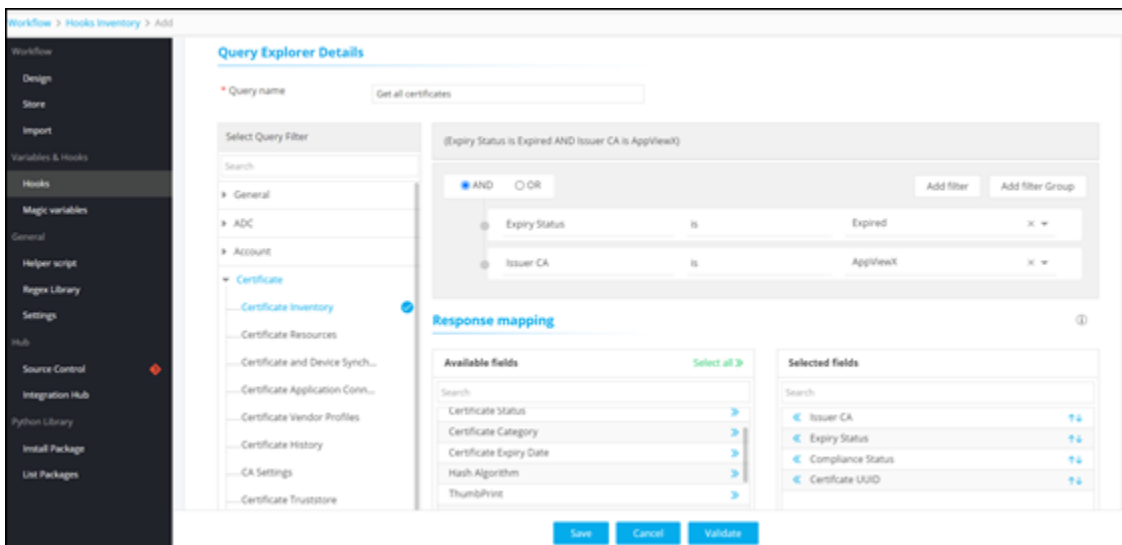 Workflow > Hooks Inventory > Add
Workflow
Design
Store
Import
Variables & Hooks
Hooks
Magic variables
General
Helper script
Regex Library
Settings
Hub
Source Control
Integration Hub
Python Library
Install Package
List Packages
Query Explorer Details
* Query name
Get all certificates
Select Query Filter
Search
General
ADC
Account
Certificate
Certificate Inventory
Certificate Resources
Certificate and Device Synch...
Certificate Application Conn...
Certificate Vendor Profiles
Certificate History
CA Settings
Certificate Truststore
(Expiry Status is Expired AND Issuer CA is AppViewX)
AND OR
Add filter Add filter Group
Expiry Status is Expired
Issuer CA is AppViewX
Response mapping
Available fields Select all
Search
Certificate Status
Certificate Category
Certificate Expiry Date
Hash Algorithm
ThumbPrint
Selected fields
Search
Issuer CA
Expiry Status
Compliance Status
Certifcate UUID
Save Cancel Validate